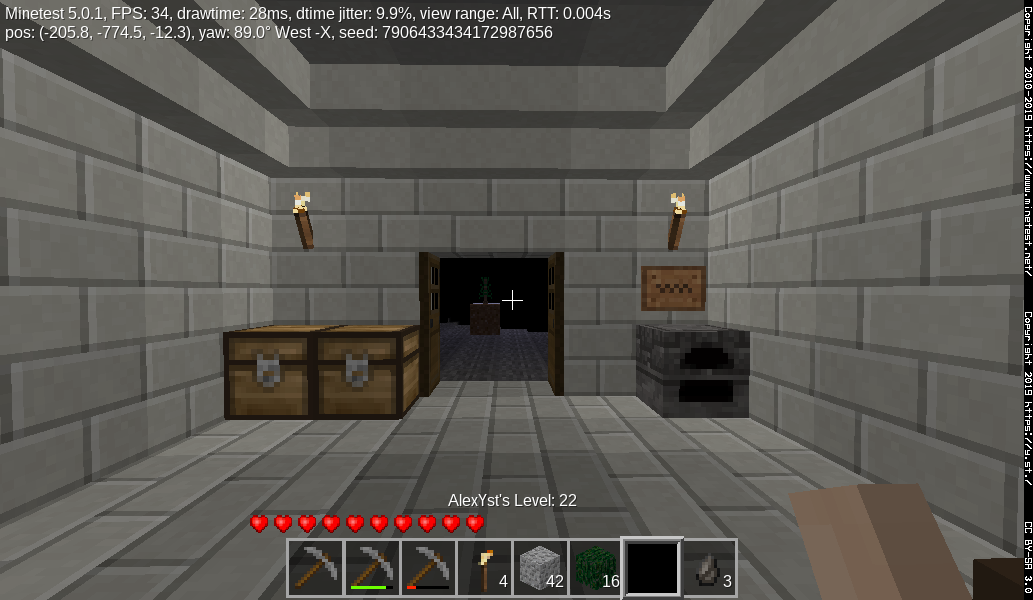 Minetest 5.0.1, FPS: 34, drawtime: 28ms, dtime jitter: 9.9%, view range: All, RTT: 0.004s
pos: (-205.8, -774.5, -12.3), yaw: 89.0° West -X, seed: 7906433434172987656
AlexYst's Level: 22
4
42
16
3
Copyright 2010-2019 https://www.minetest.net/
Copyright 2019 https://y.st./
CC BY-SA 3.0